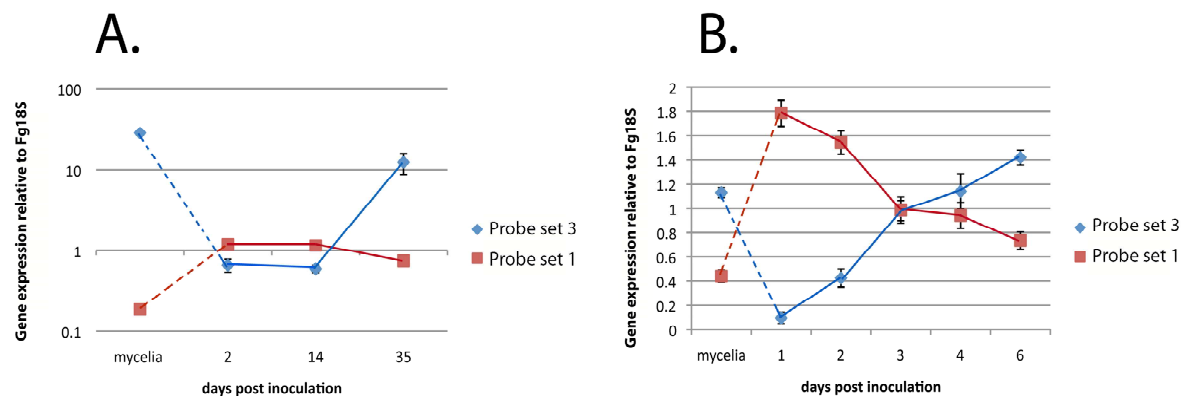 A.
Gene expression relative to Fg18S
100
10
1
0.1
mycelia 2 14 35
days post inoculation
Probe set 3
Probe set 1
B.
Gene expression relative to Fg18S
2
1.8
1.6
1.4
1.2
1
0.8
0.6
0.4
0.2
0
mycelia 1 2 3 4 6
days post inoculation
Probe set 3
Probe set 1